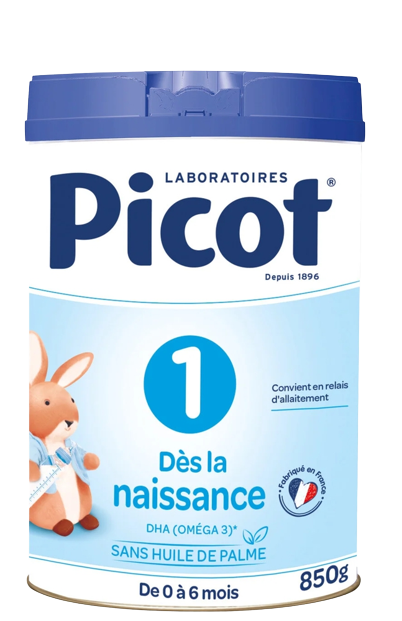 LABORATOIRES
Picot®
Depuis 1896
1
Convient en relais
d'allaitement
Dès la
naissance
Fabriqué en France
DHA (OMÉGA 3)*
SANS HUILE DE PALME
De 0 à 6 mois
850g